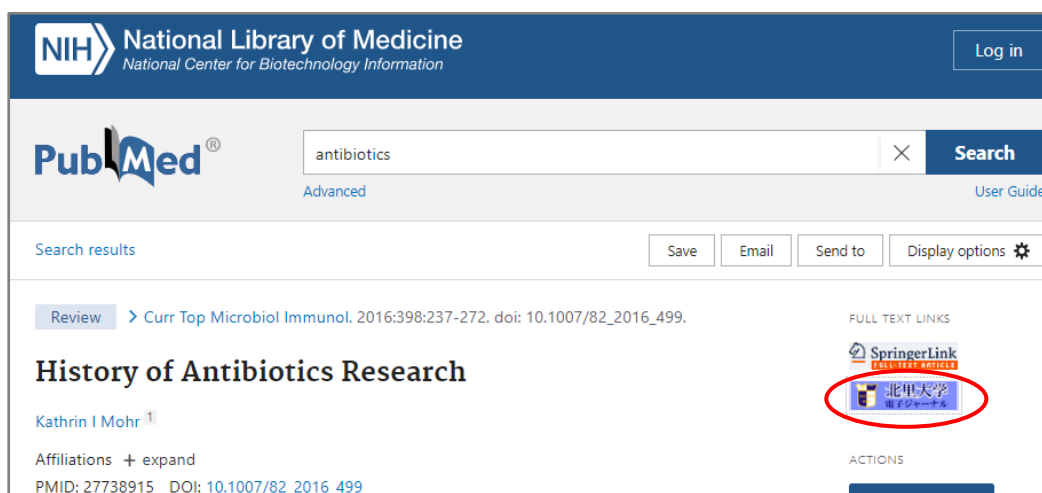 NIH National Library of Medicine
National Center for Biotechnology Information
Log in
PubMed®
antibiotics
Search
Advanced
User Guide
Search results
Save
Email
Send to
Display options
Review
Curr Top Microbiol Immunol. 2016:398:237-272. doi: 10.1007/82_2016_499.
History of Antibiotics Research
Kathrin I Mohr 1
Affiliations + expand
PMID: 27738915 DOI: 10.1007/82_2016_499
FULL TEXT LINKS
SpringerLink
FULL-TEXT ARTICLE
北里大学
電子ジャーナル
ACTIONS